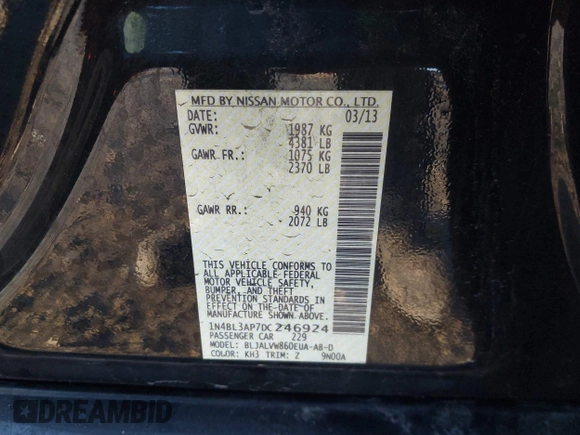 MFD BY NISSAN MOTOR CO., LTD.
DATE: 03/13
GVWR: 1987 KG
4381 LB
GAWR FR.: 1075 KG
2370 LB
GAWR RR.: 940 KG
2072 LB
THIS VEHICLE CONFORMS TO
ALL APPLICABLE FEDERAL
MOTOR VEHICLE SAFETY,
BUMPER, AND THEFT
PREVENTION STANDARDS IN
EFFECT ON THE DATE OF
MANUFACTURE SHOWN ABOVE.
1N4BL3AP7DC246924
PASSENGER CAR 229
MODEL: BLJALVW860EUA-AB-D
COLOR: KH3 TRIM: Z 9N00A
DREAMBID